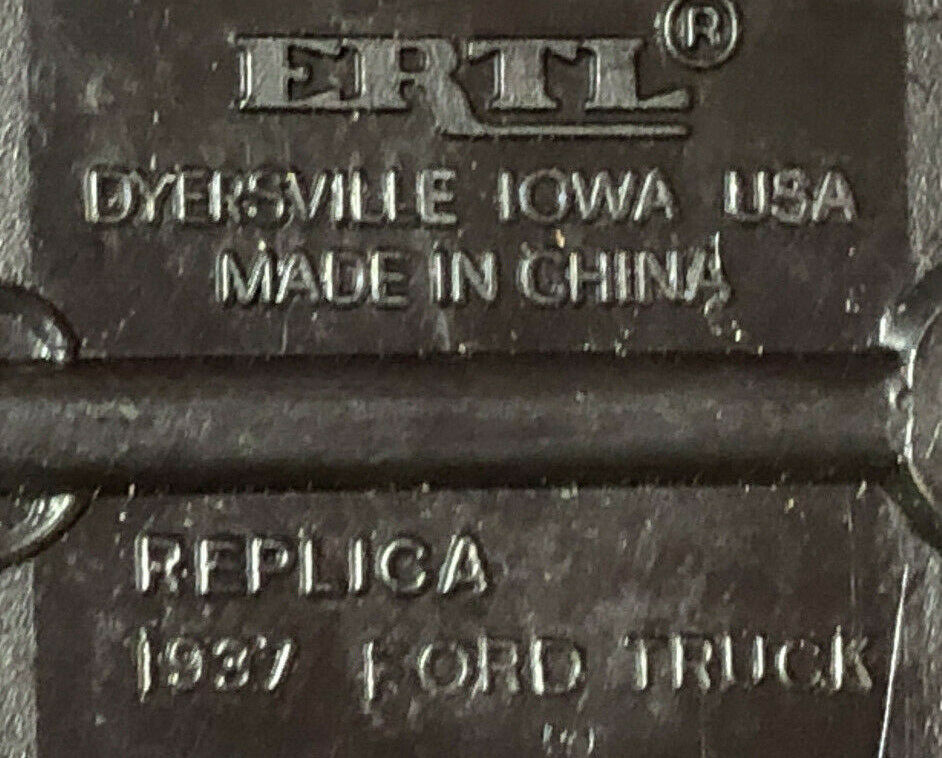 ERTL®
DYERSVILLE IOWA USA
MADE IN CHINA
REPLICA
1937 FORD TRUCK